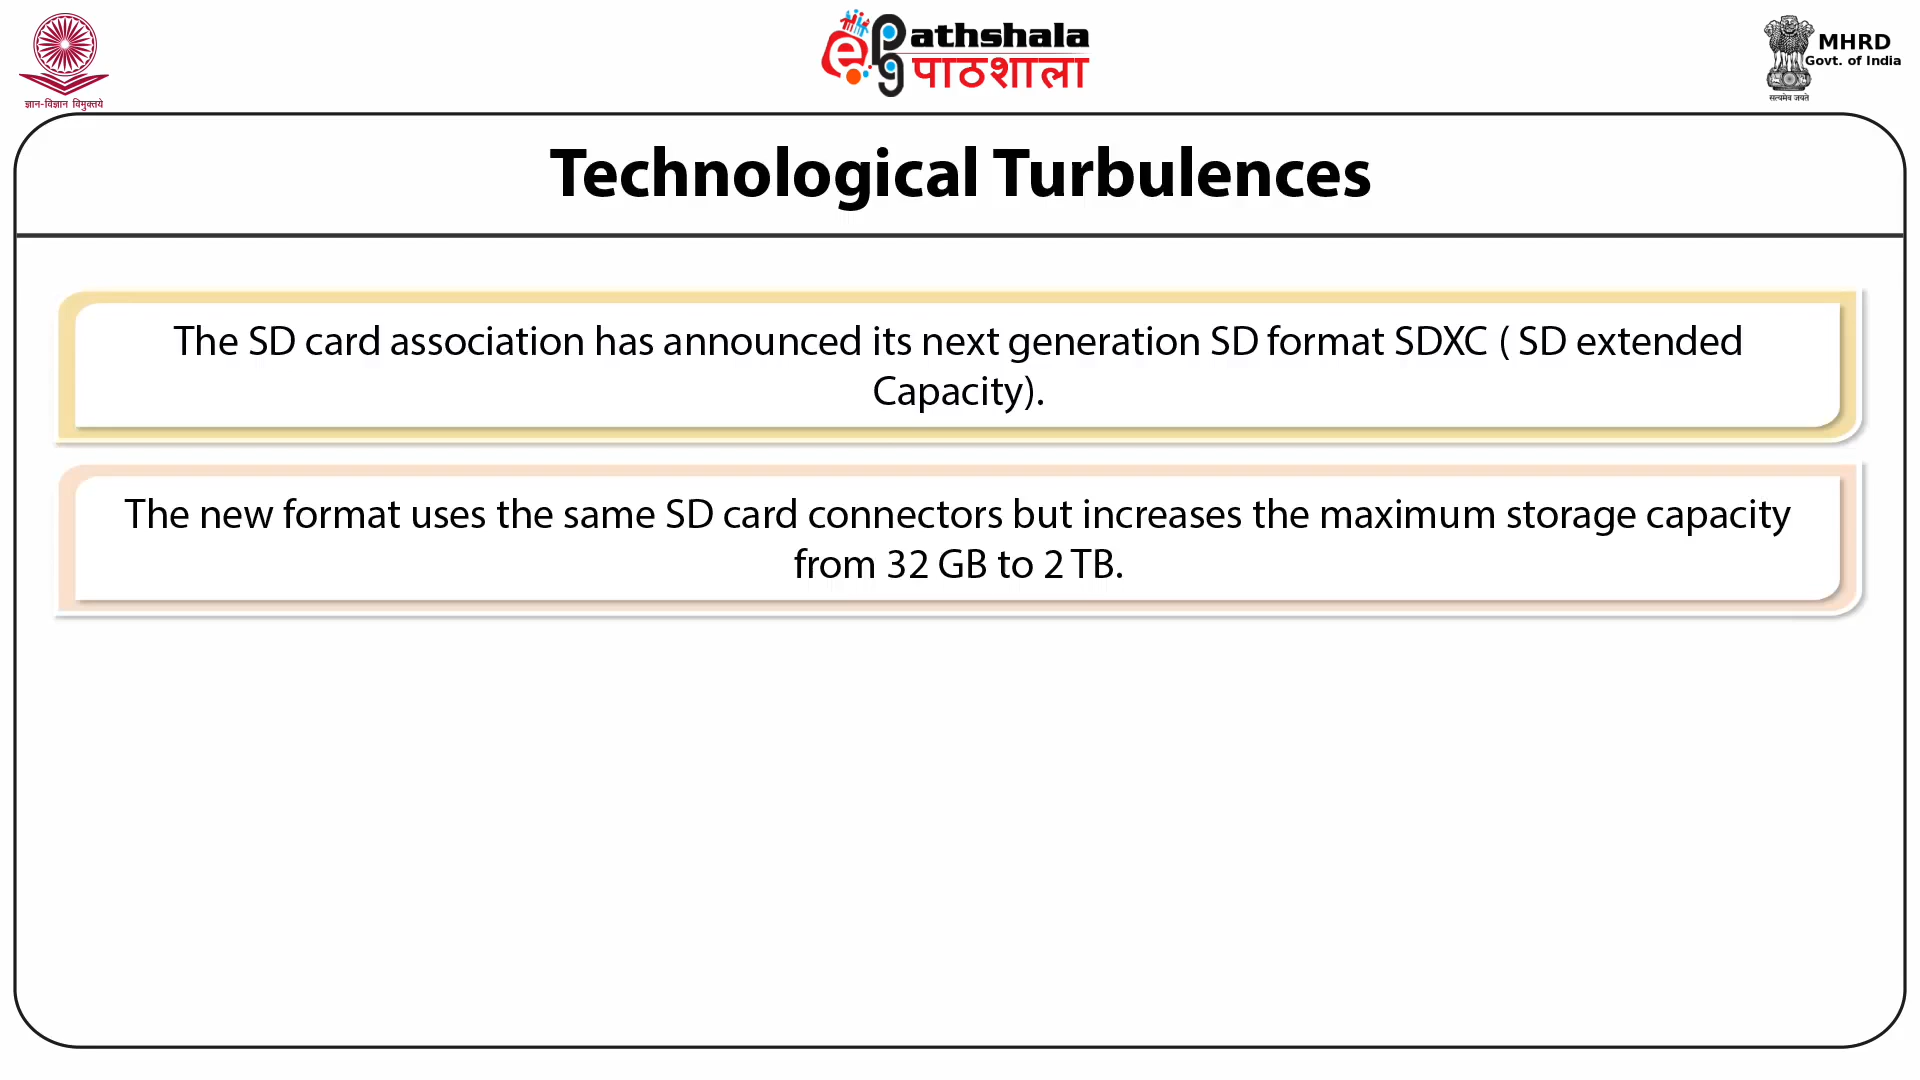 ज्ञान-विज्ञान विमुक्तये
ePg
athshala
पाठशाला
MHRD
Govt. of India
सत्यमेव जयते
Technological Turbulences
The SD card association has announced its next generation SD format SDXC ( SD extended
Capacity).
The new format uses the same SD card connectors but increases the maximum storage capacity
from 32 GB to 2 TB.